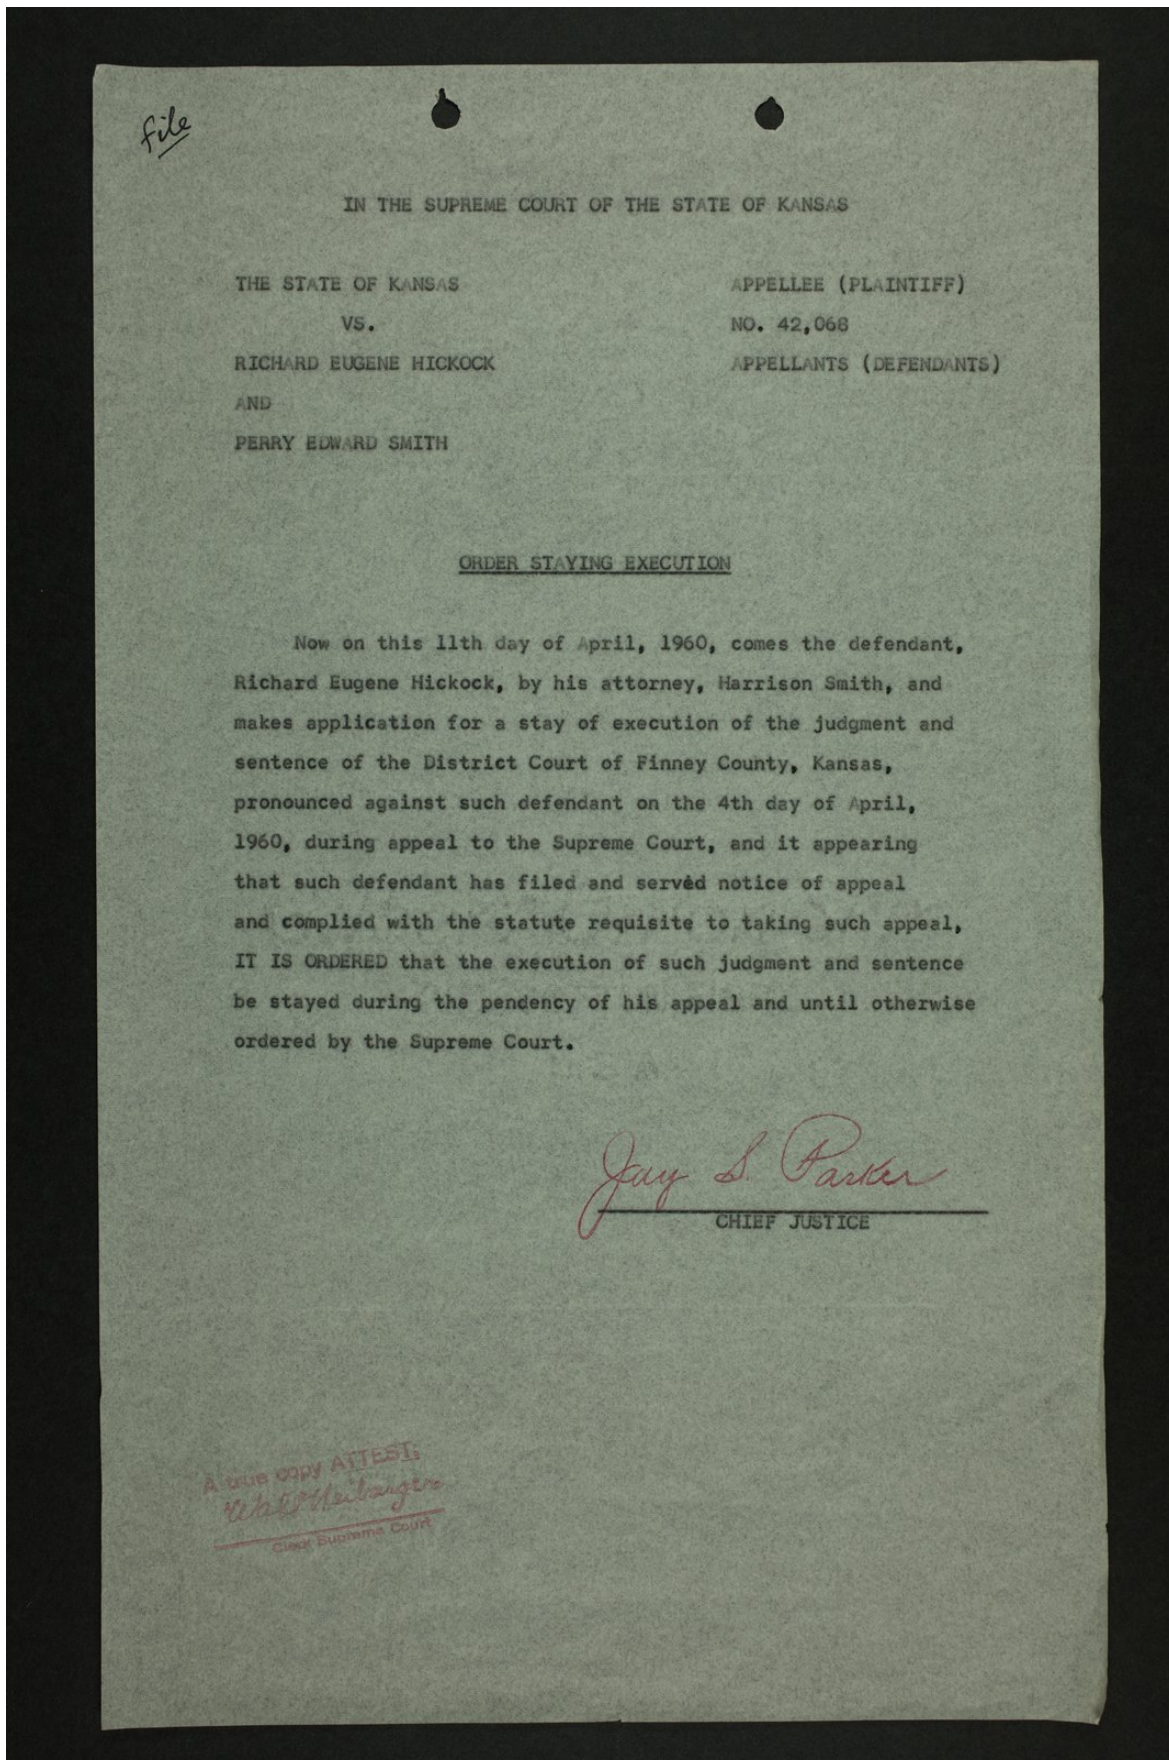 file
IN THE SUPREME COURT OF THE STATE OF KANSAS
THE STATE OF KANSAS APPELLEE (PLAINTIFF)
VS. NO. 42,068
RICHARD EUGENE HICKOCK APPELLANTS (DEFENDANTS)
AND
PERRY EDWARD SMITH
ORDER STAYING EXECUTION
Now on this 11th day of April, 1960, comes the defendant,
Richard Eugene Hickock, by his attorney, Harrison Smith, and
makes application for a stay of execution of the judgment and
sentence of the District Court of Finney County, Kansas,
pronounced against such defendant on the 4th day of April,
1960, during appeal to the Supreme Court, and it appearing
that such defendant has filed and served notice of appeal
and complied with the statute requisite to taking such appeal,
IT IS ORDERED that the execution of such judgment and sentence
be stayed during the pendency of his appeal and until otherwise
ordered by the Supreme Court.
Jay S. Parker
CHIEF JUSTICE
A true copy ATTEST:
Clerk Supreme Court